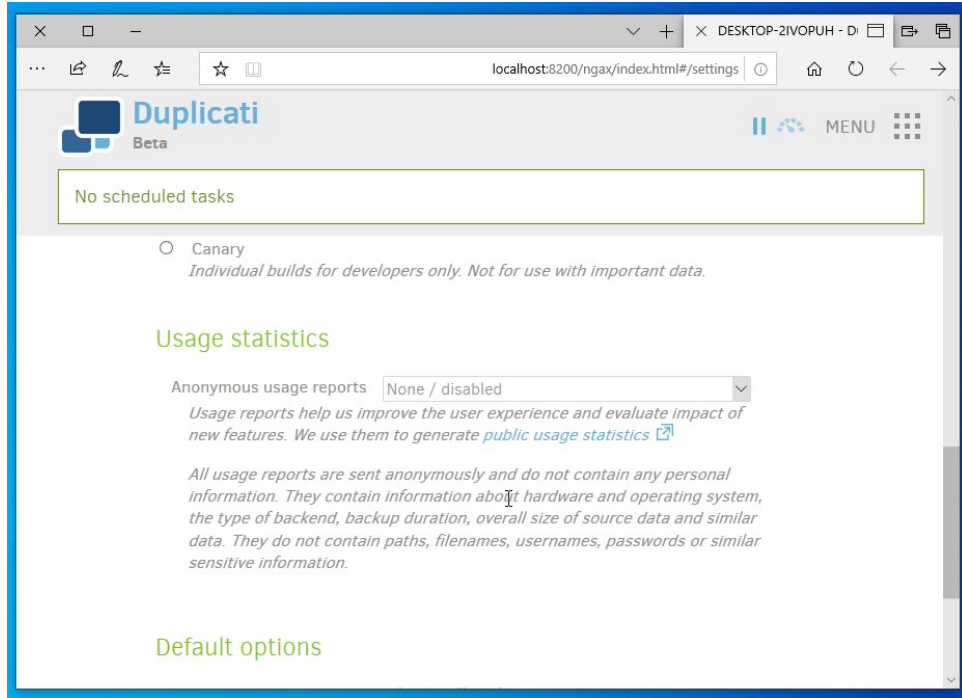 DESKTOP-2IVOPUH - D
localhost:8200/ngax/index.html#/settings
Duplicati
Beta
MENU
No scheduled tasks
Canary
Individual builds for developers only. Not for use with important data.
Usage statistics
Anonymous usage reports None / disabled
Usage reports help us improve the user experience and evaluate impact of
new features. We use them to generate public usage statistics
All usage reports are sent anonymously and do not contain any personal
information. They contain information about hardware and operating system,
the type of backend, backup duration, overall size of source data and similar
data. They do not contain paths, filenames, usernames, passwords or similar
sensitive information.
Default options